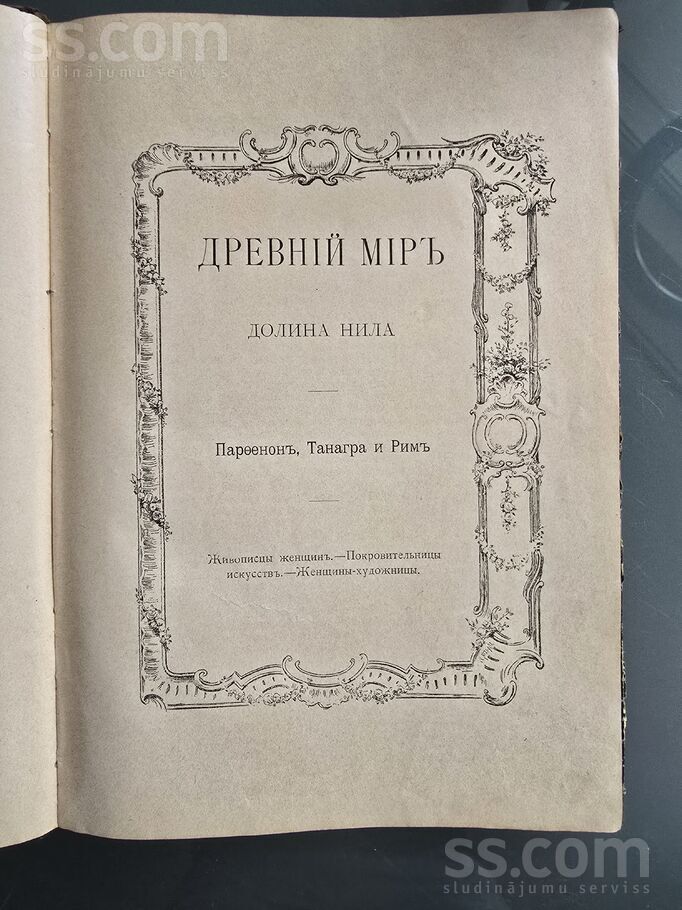 ss.com
sludinājumu serviss
ДРЕВНІЙ МІРЪ
ДОЛИНА НИЛА
Парѳенонъ, Танагра и Римъ
Живописцы женщинъ.—Покровительницы
искусствъ.—Женщины-художницы.
ss.com
sludinājumu serviss